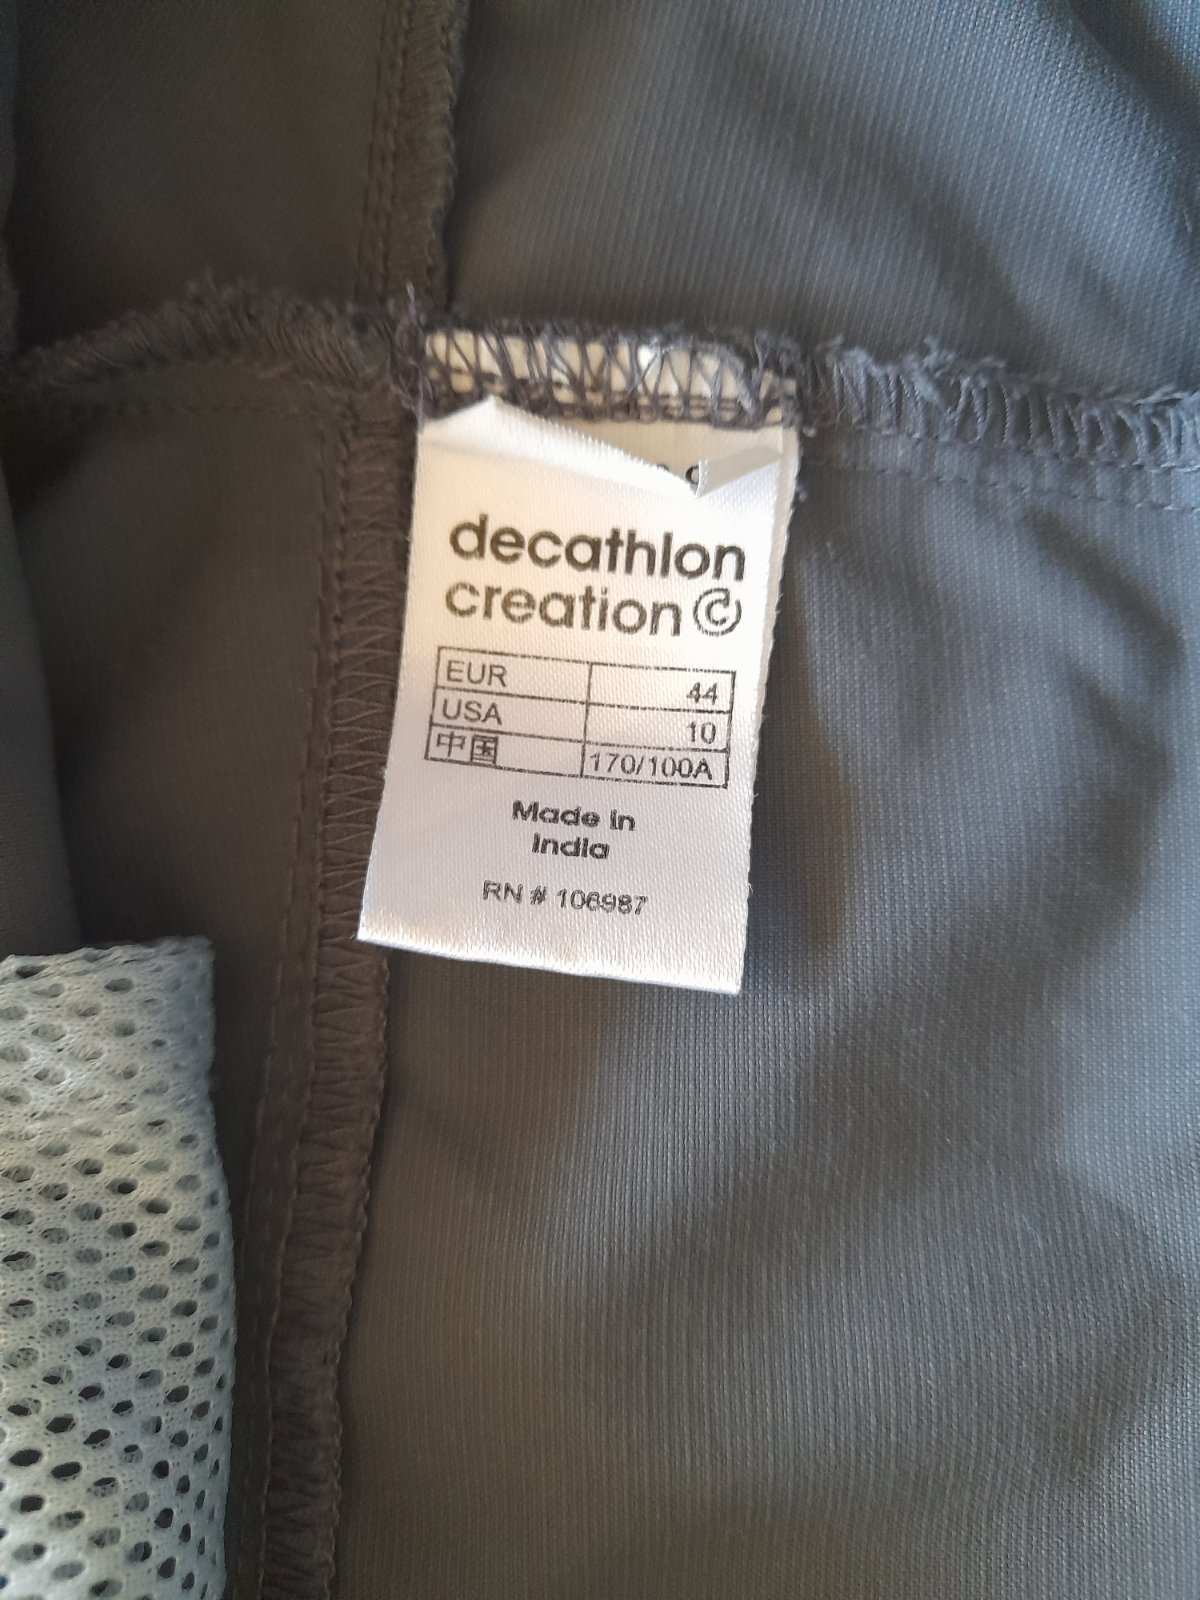 decathlon
creation ©
EUR 44
USA 10
中国 170/100A
Made in
India
RN # 106987